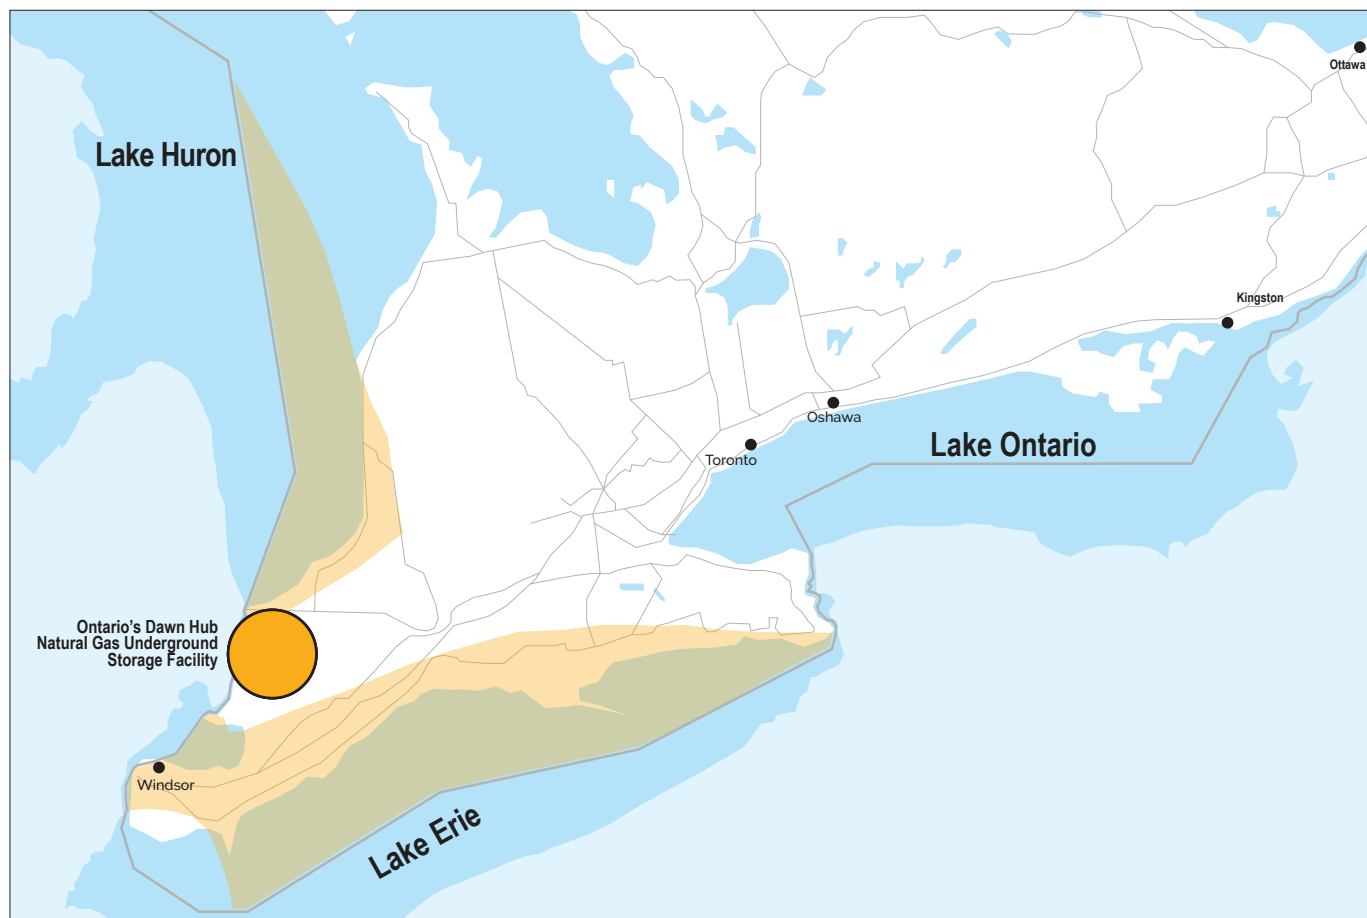 Ottawa
Lake Huron
Kingston
Oshawa
Lake Ontario
Toronto
Ontario's Dawn Hub
Natural Gas Underground
Storage Facility
Windsor
Lake Erie